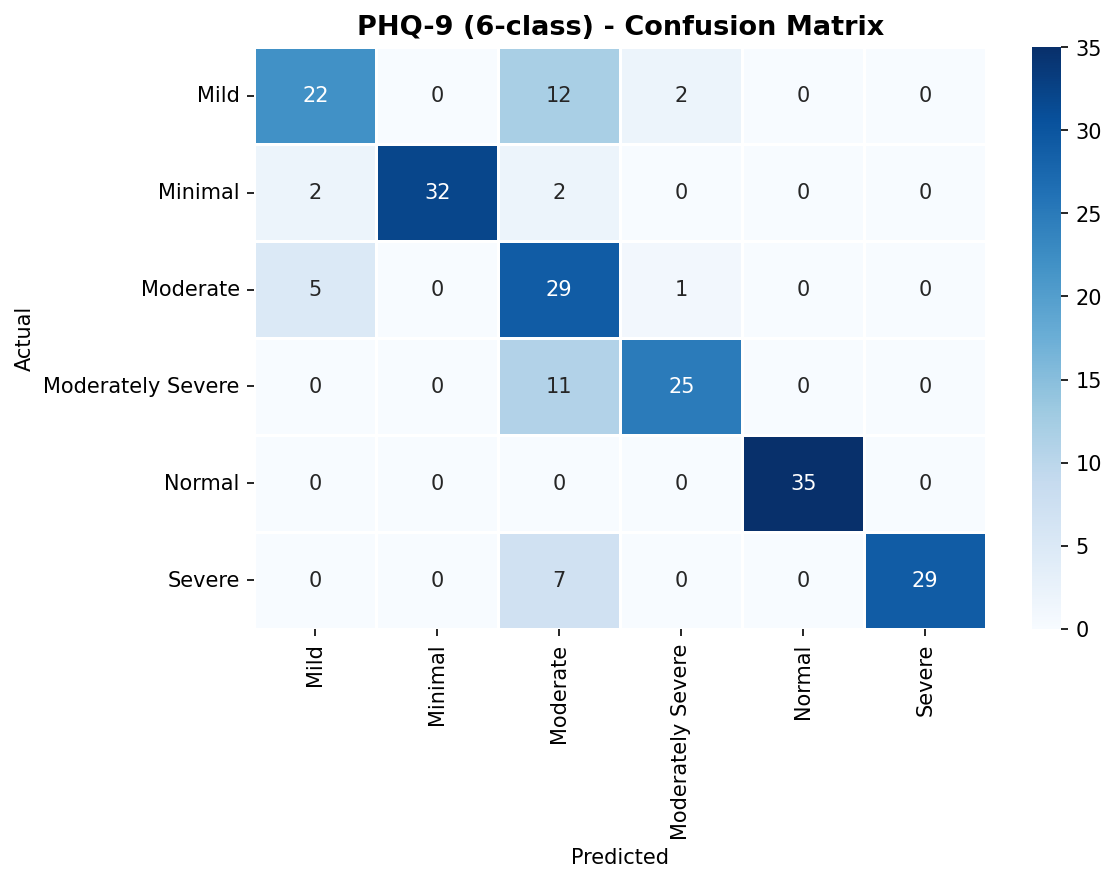 PHQ-9 (6-class) - Confusion Matrix
Actual
Mild 22 0 12 2 0 0
Minimal 2 32 2 0 0 0
Moderate 5 0 29 1 0 0
Moderately Severe 0 0 11 25 0 0
Normal 0 0 0 0 35 0
Severe 0 0 7 0 0 29
Mild
Minimal
Moderate
Moderately Severe
Normal
Severe
Predicted
35
30
25
20
15
10
5
0